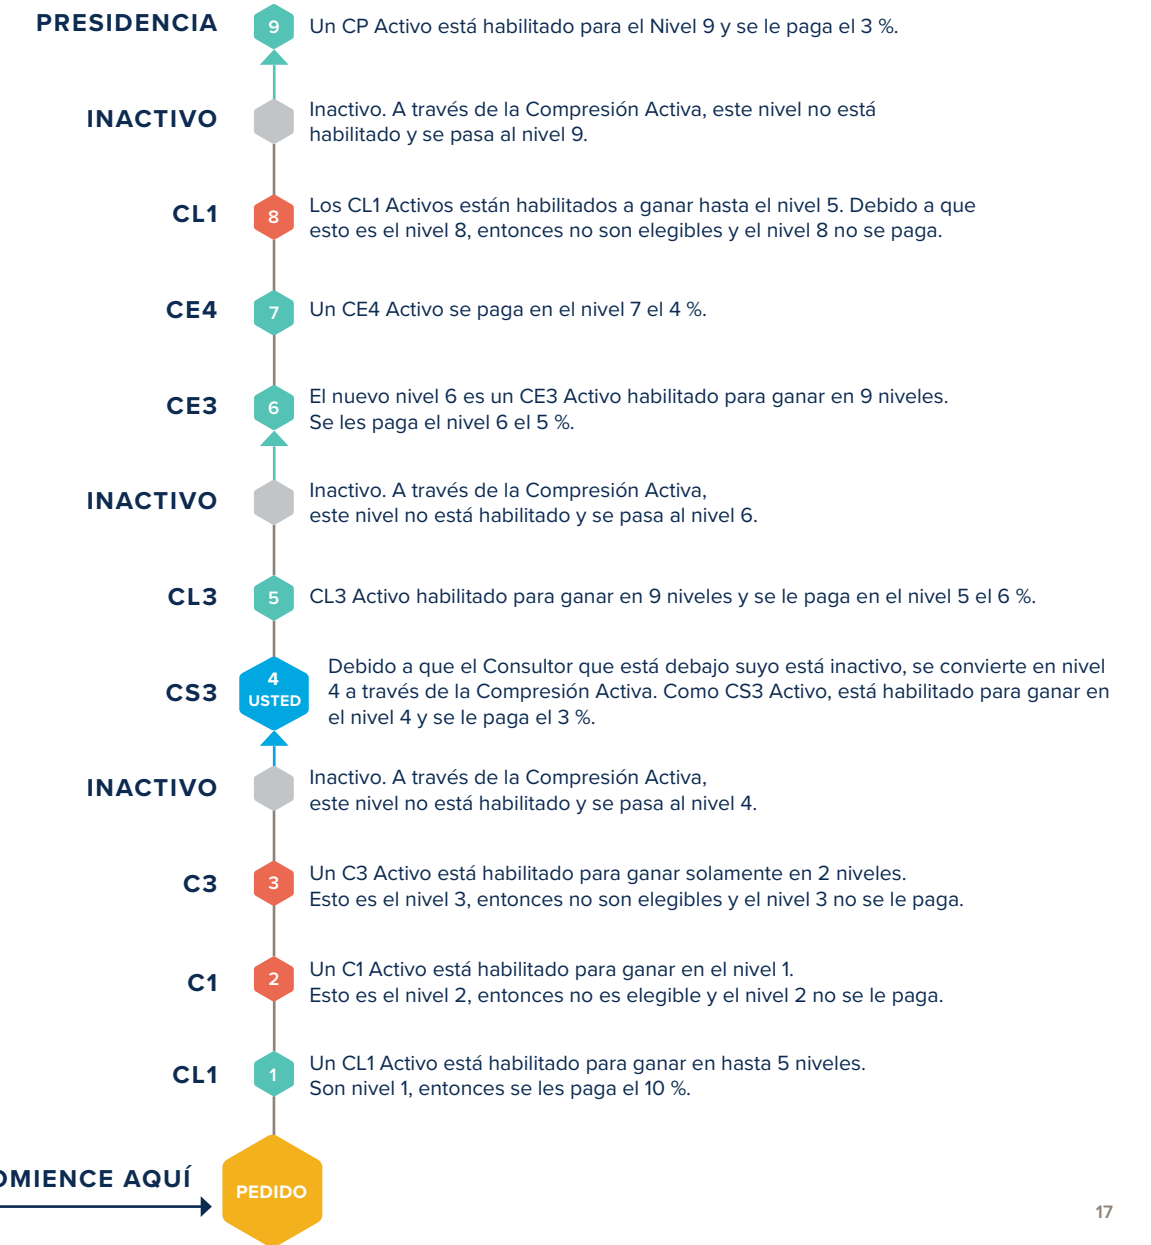 PRESIDENCIA
9
Un CP Activo está habilitado para el Nivel 9 y se le paga el 3 %.
INACTIVO
Inactivo. A través de la Compresión Activa, este nivel no está
habilitado y se pasa al nivel 9.
CL1
8
Los CL1 Activos están habilitados a ganar hasta el nivel 5. Debido a que
esto es el nivel 8, entonces no son elegibles y el nivel 8 no se paga.
CE4
7
Un CE4 Activo se paga en el nivel 7 el 4 %.
CE3
6
El nuevo nivel 6 es un CE3 Activo habilitado para ganar en 9 niveles.
Se les paga el nivel 6 el 5 %.
INACTIVO
Inactivo. A través de la Compresión Activa,
este nivel no está habilitado y se pasa al nivel 6.
CL3
5
CL3 Activo habilitado para ganar en 9 niveles y se le paga en el nivel 5 el 6 %.
CS3
4
USTED
Debido a que el Consultor que está debajo suyo está inactivo, se convierte en nivel
4 a través de la Compresión Activa. Como CS3 Activo, está habilitado para ganar en
el nivel 4 y se le paga el 3 %.
INACTIVO
Inactivo. A través de la Compresión Activa,
este nivel no está habilitado y se pasa al nivel 4.
C3
3
Un C3 Activo está habilitado para ganar solamente en 2 niveles.
Esto es el nivel 3, entonces no son elegibles y el nivel 3 no se le paga.
C1
2
Un C1 Activo está habilitado para ganar en el nivel 1.
Esto es el nivel 2, entonces no es elegible y el nivel 2 no se le paga.
CL1
1
Un CL1 Activo está habilitado para ganar en hasta 5 niveles.
Son nivel 1, entonces se les paga el 10 %.
OMIENCE AQUÍ
PEDIDO
17